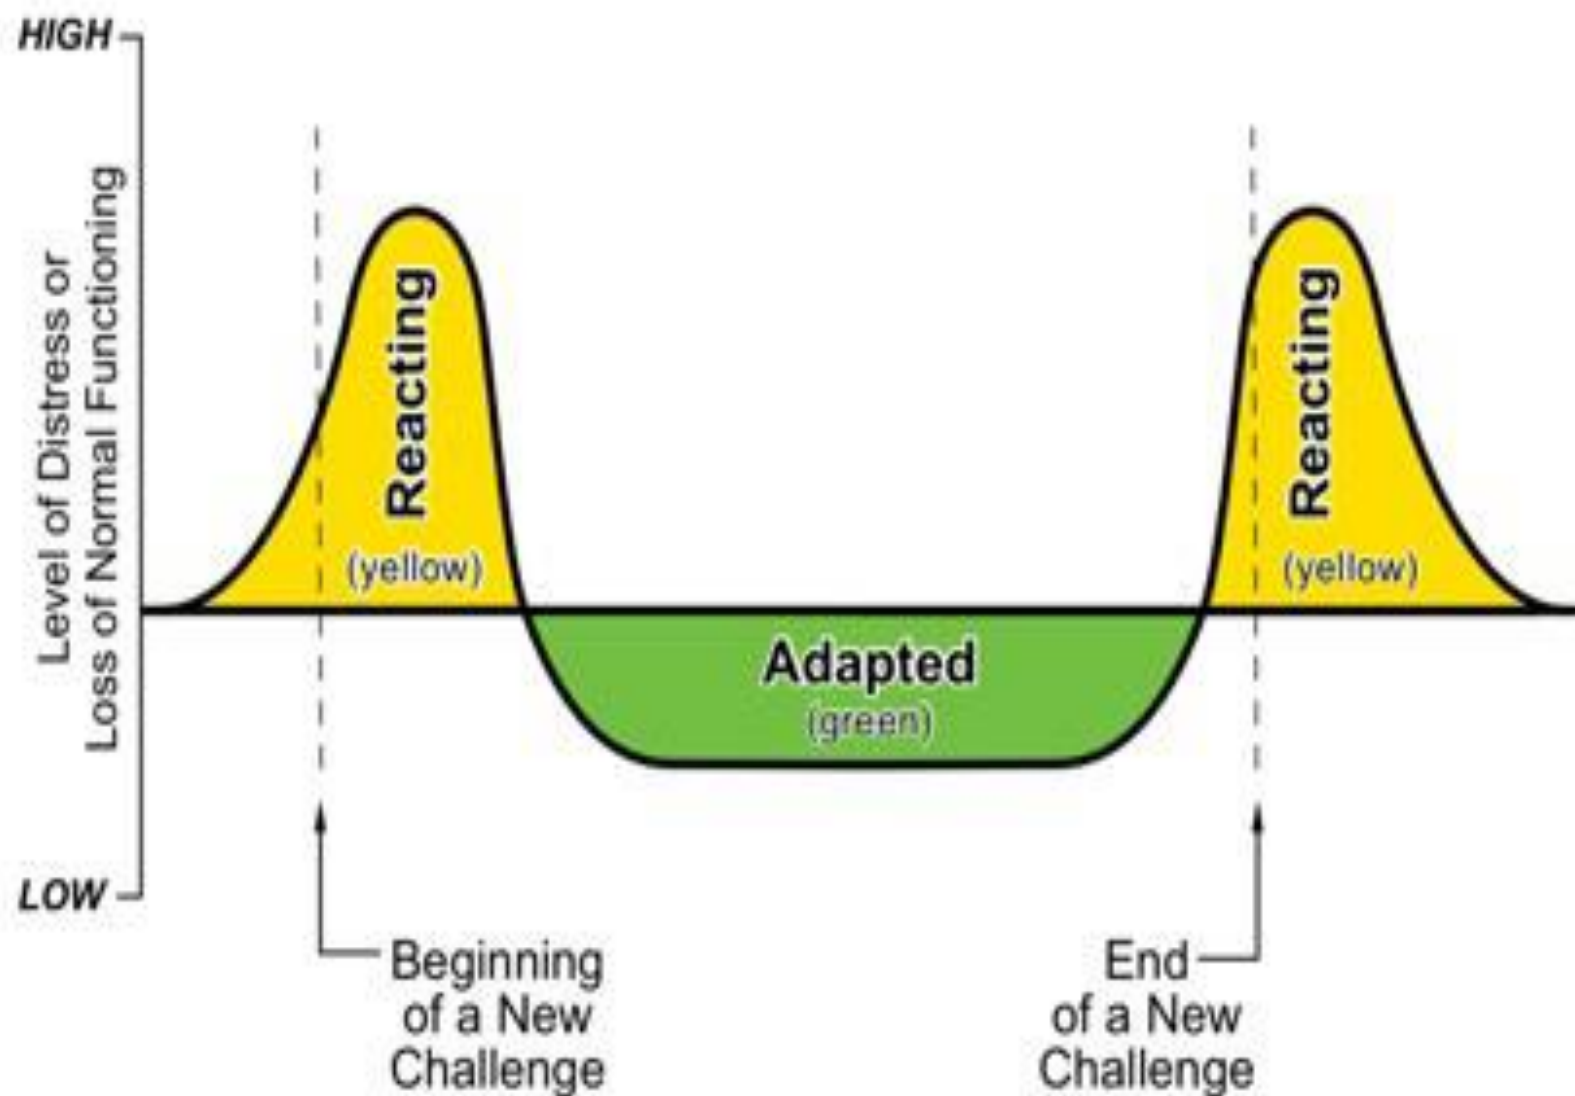 HIGH
Level of Distress or
Loss of Normal Functioning
Reacting
(yellow)
Reacting
(yellow)
Adapted
(green)
LOW
Beginning
of a New
Challenge
End
of a New
Challenge